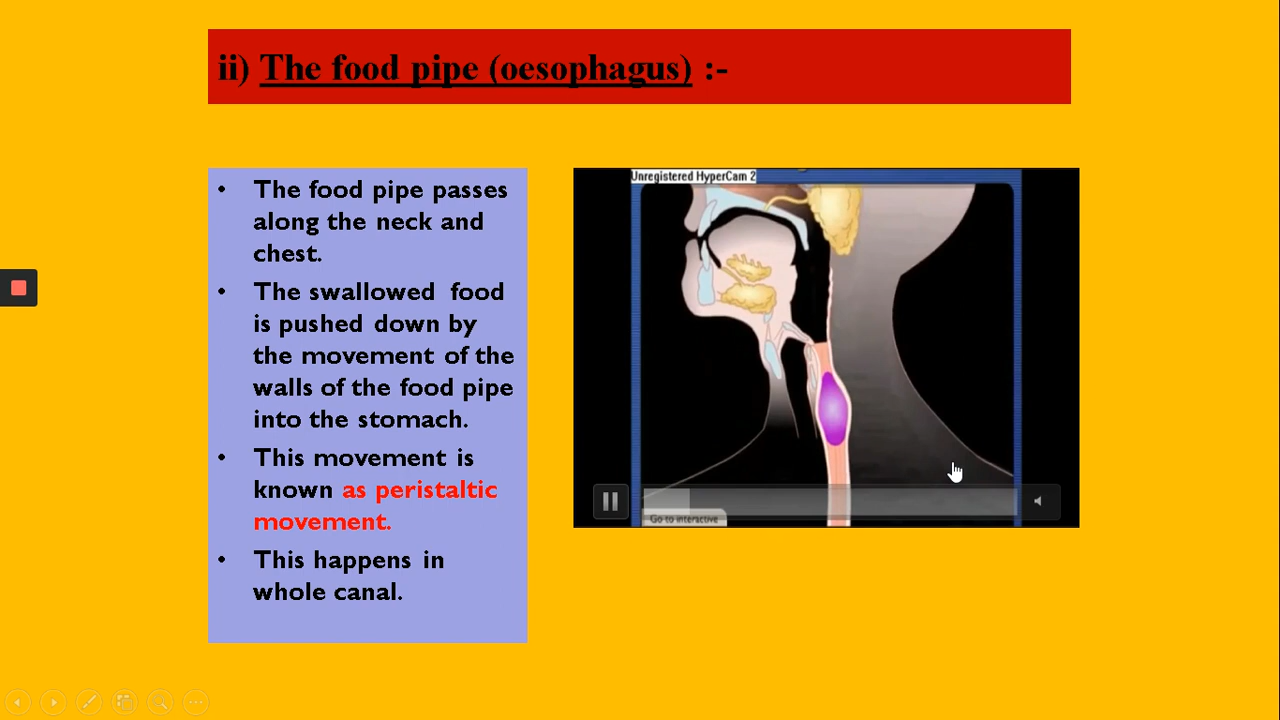 ii) The food pipe (oesophagus) :-
• The food pipe passes
along the neck and
chest.
• The swallowed food
is pushed down by
the movement of the
walls of the food pipe
into the stomach.
• This movement is
known as peristaltic
movement.
• This happens in
whole canal.
Unregistered HyperCam 2
Go to interactive